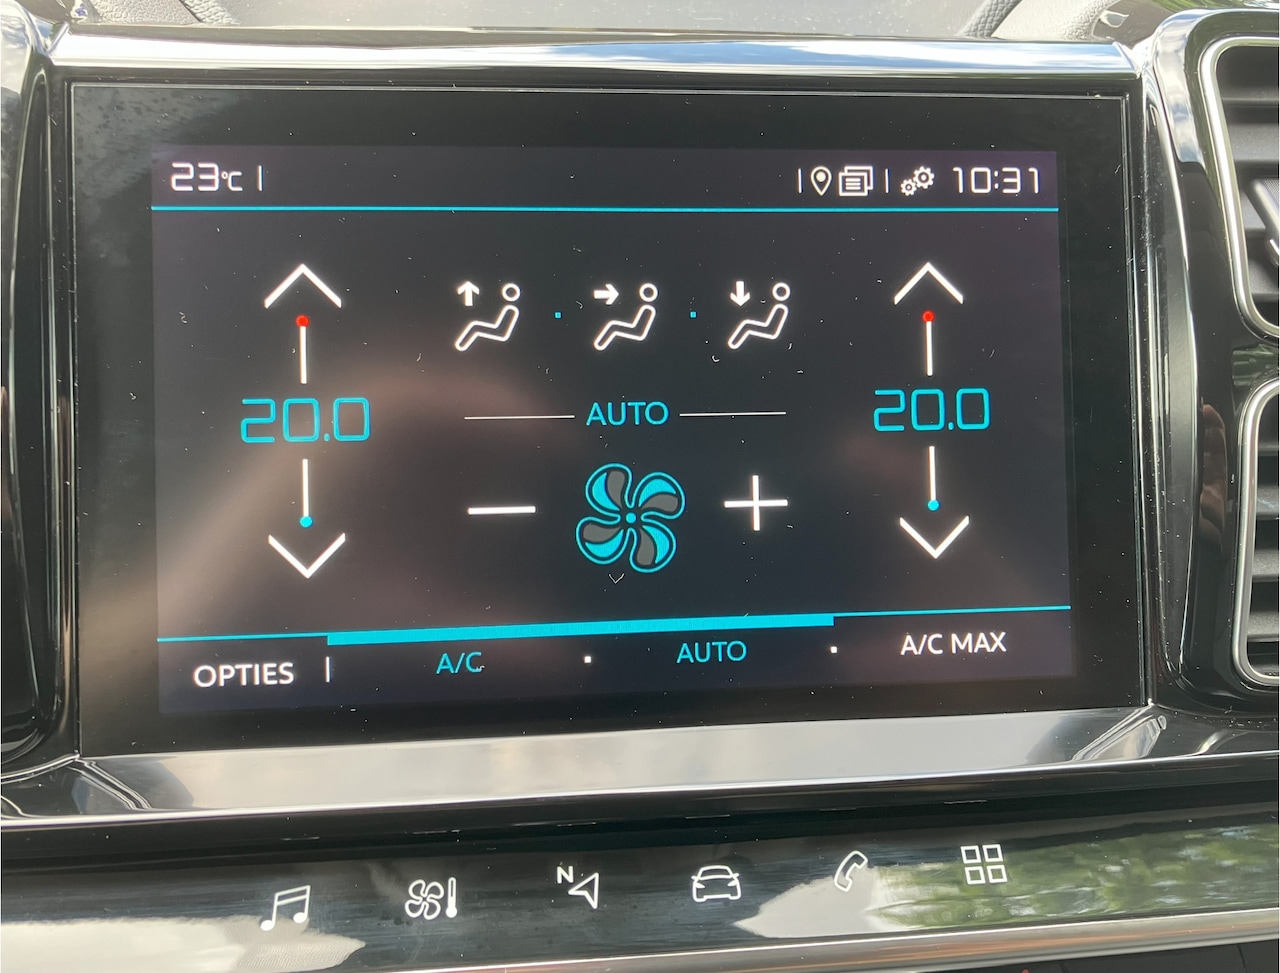 23°C 10:31
20.0 20.0
AUTO
OPTIES A/C AUTO A/C MAX
N